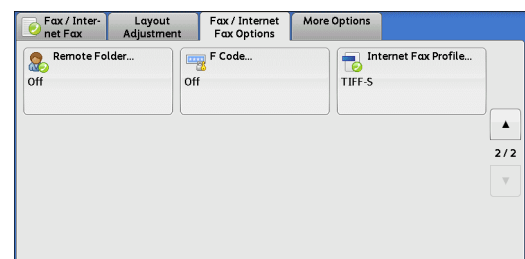 Fax / Inter-
net Fax
Layout
Adjustment
Fax / Internet
Fax Options
More Options
Remote Folder...
Off
F Code...
Off
Internet Fax Profile...
TIFF-S
2 / 2